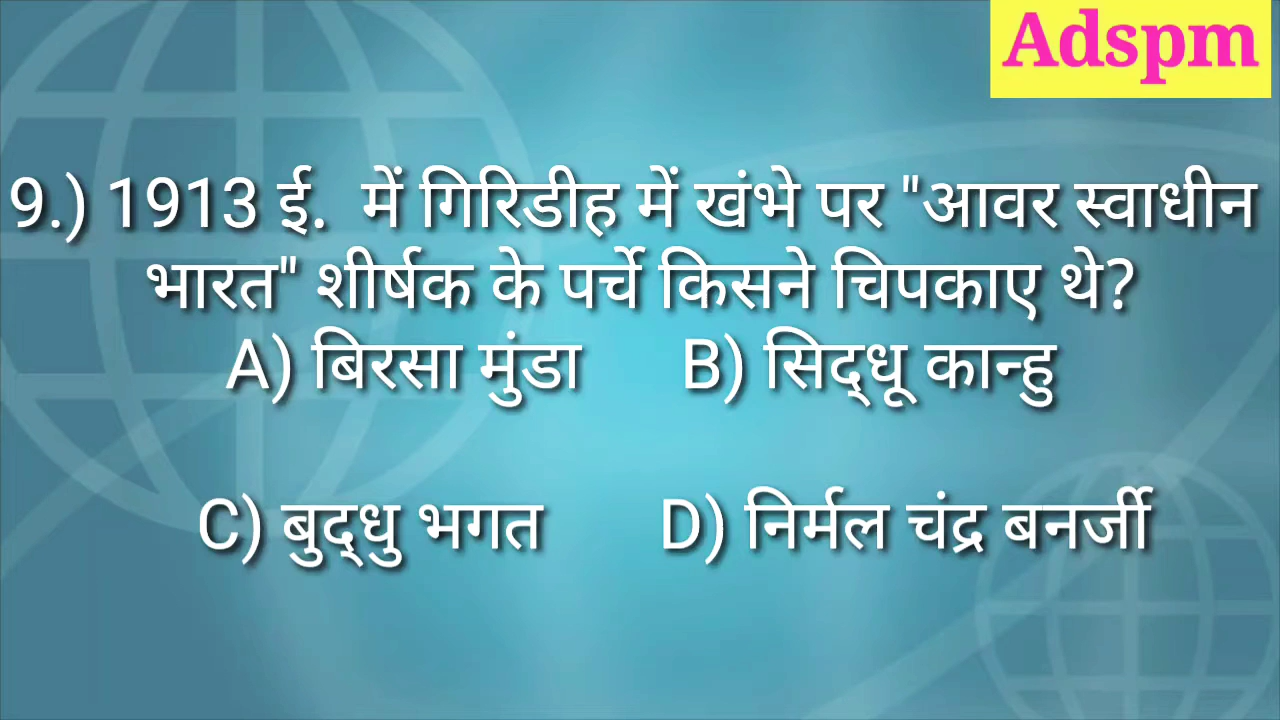 Adspm
9.) 1913 ई. में गिरिडीह में खंभे पर "आवर स्वाधीन
भारत" शीर्षक के पर्चे किसने चिपकाए थे?
A) बिरसा मुंडा B) सिद्धू कान्हु
C) बुद्धु भगत D) निर्मल चंद्र बनर्जी